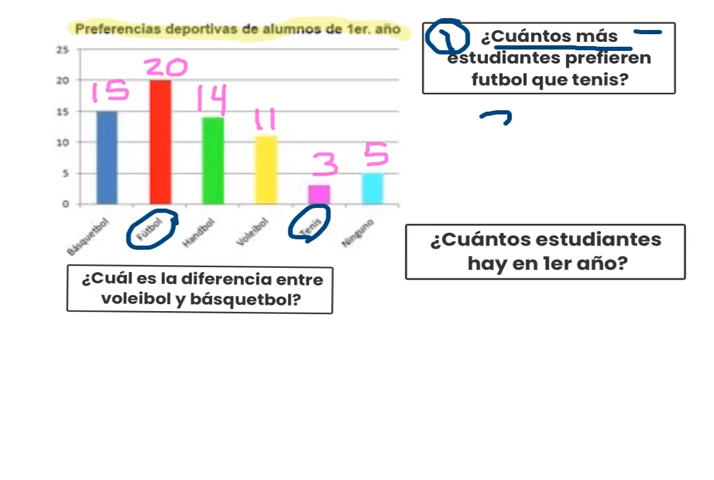 Preferencias deportivas de alumnos de 1er. año
25
20
15
10
5
0
15
20
14
11
3
5
Básquetbol
Fútbol
Handbol
Voleibol
Tenis
Ninguno
1
¿Cuántos más
estudiantes prefieren
futbol que tenis?
¿Cuál es la diferencia entre
voleibol y básquetbol?
¿Cuántos estudiantes
hay en 1er año?